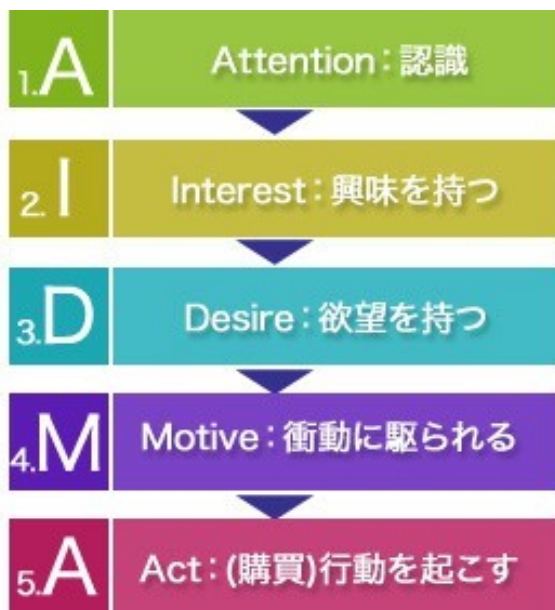 1.A Attention：認識
2.I Interest：興味を持つ
3.D Desire：欲望を持つ
4.M Motive：衝動に駆られる
5.A Act：(購買)行動を起こす